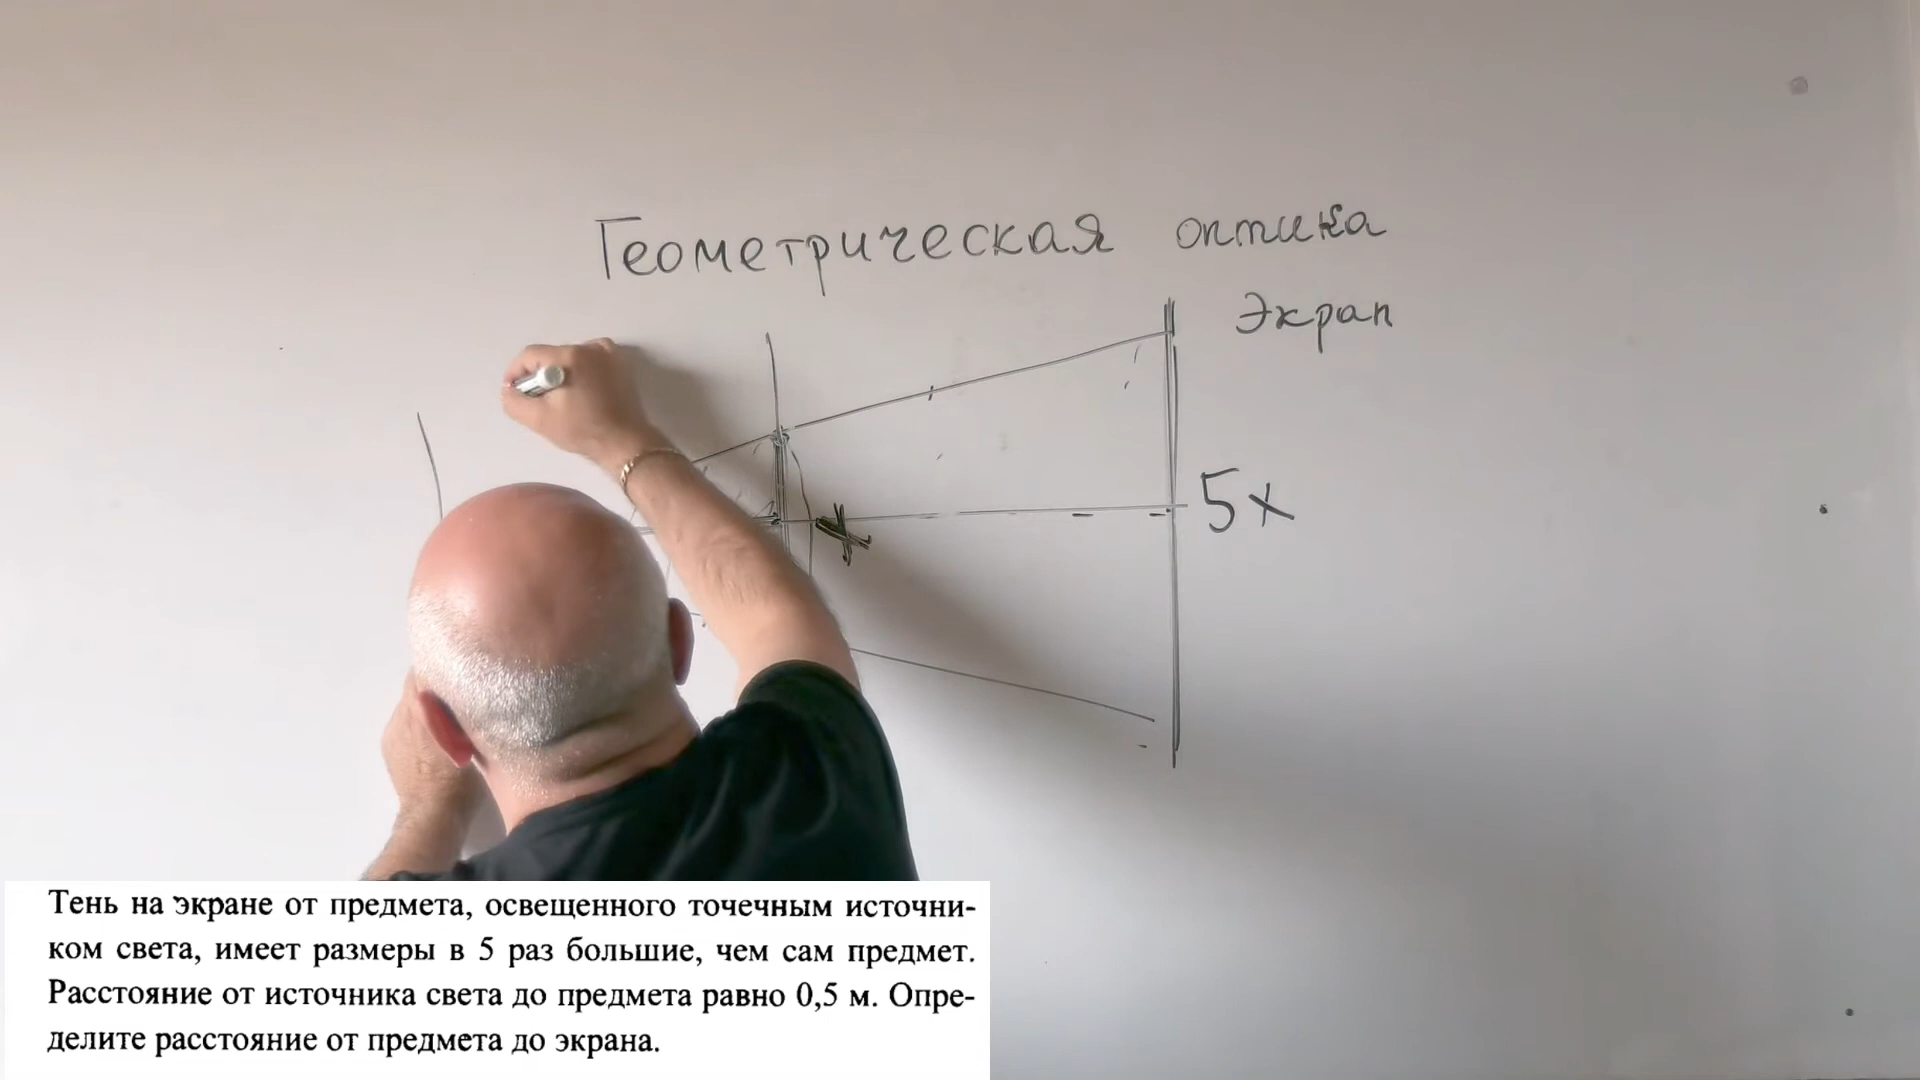 Геометрическая оптика
Экран
5x
x
Тень на экране от предмета, освещенного точечным источни-
ком света, имеет размеры в 5 раз большие, чем сам предмет.
Расстояние от источника света до предмета равно 0,5 м. Опре-
делите расстояние от предмета до экрана.